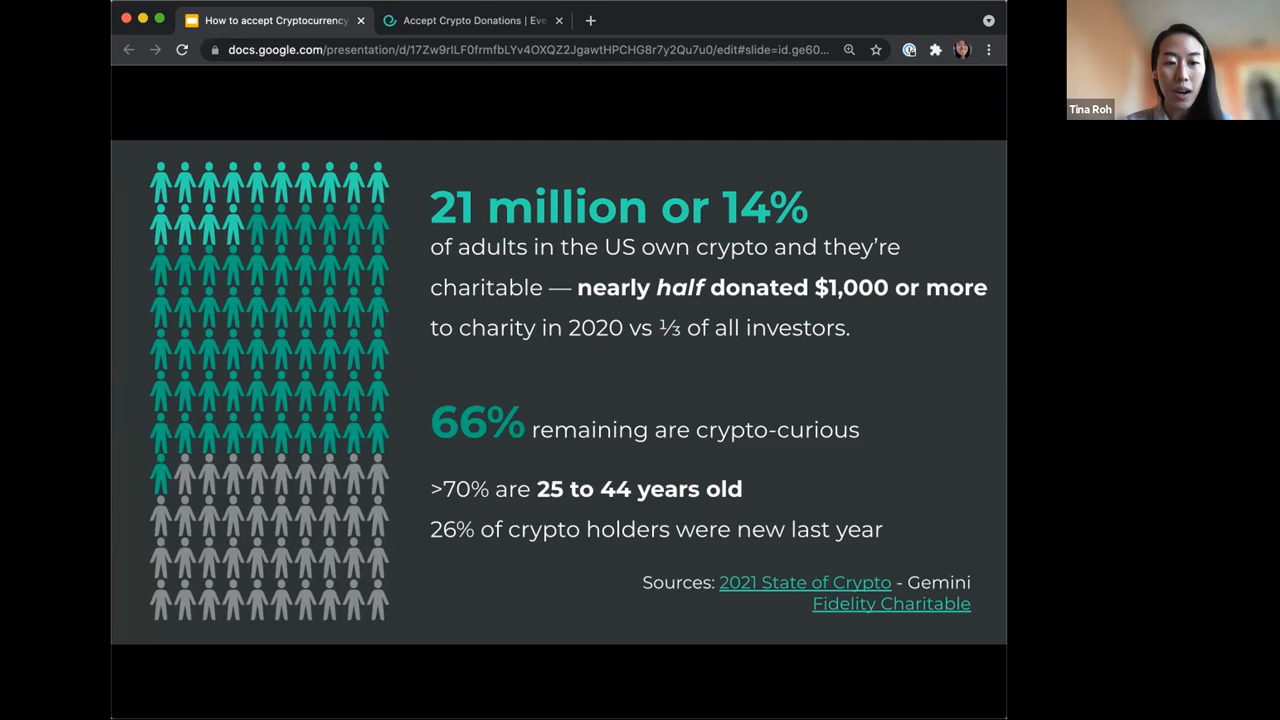 How to accept Cryptocurrency
Accept Crypto Donations | Eve
docs.google.com/presentation/d/17Zw9rILF0frmfbLYv4OXQZ2JgawtHPCHG8r7y2Qu7u0/edit#slide=id.ge60...
Tina Roh
21 million or 14%
of adults in the US own crypto and they're
charitable — nearly half donated $1,000 or more
to charity in 2020 vs ⅓ of all investors.
66% remaining are crypto-curious
>70% are 25 to 44 years old
26% of crypto holders were new last year
Sources: 2021 State of Crypto - Gemini
Fidelity Charitable